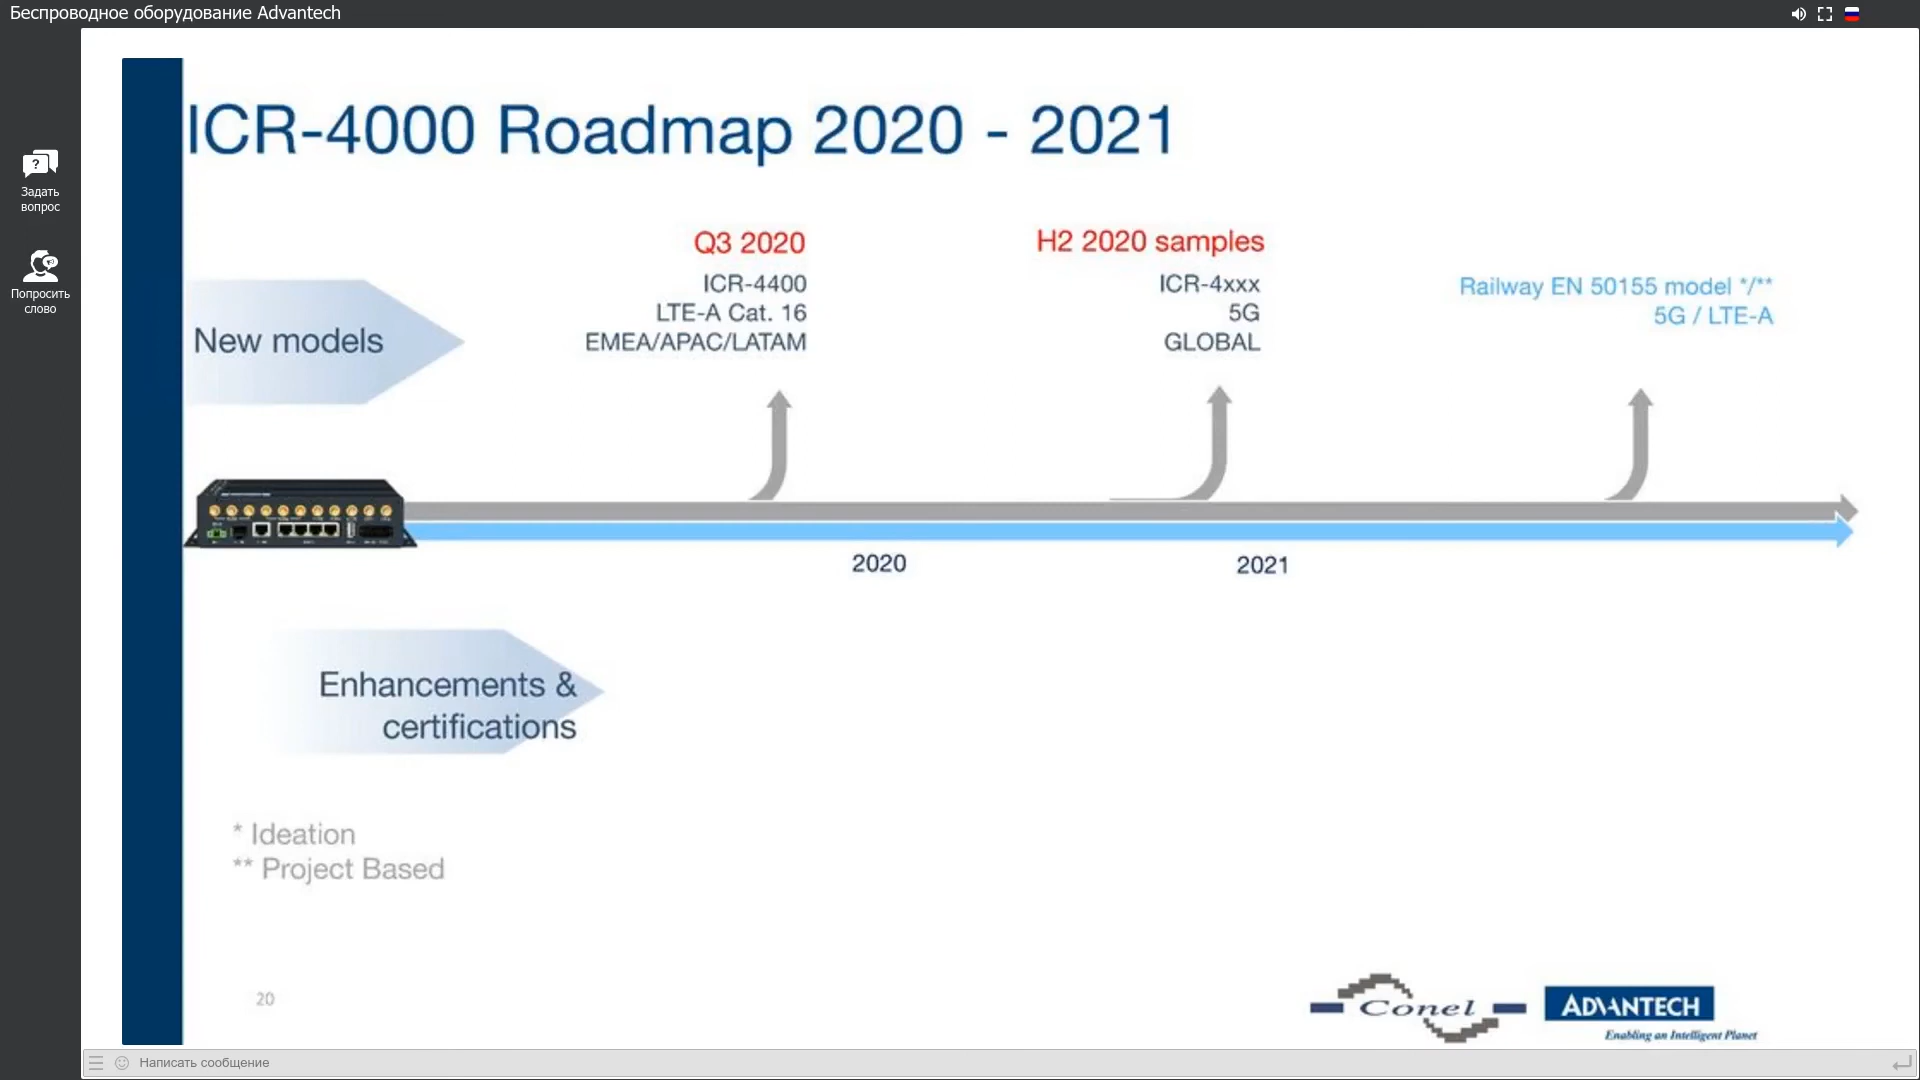 Беспроводное оборудование Advantech
Задать
вопрос
Попросить
слово
ICR-4000 Roadmap 2020 - 2021
New models
Q3 2020
ICR-4400
LTE-A Cat. 16
EMEA/APAC/LATAM
H2 2020 samples
ICR-4xxx
5G
GLOBAL
Railway EN 50155 model */**
5G / LTE-A
2020
2021
Enhancements &
certifications
* Ideation
** Project Based
20
Conel
ADVANTECH
Enabling an Intelligent Planet
Написать сообщение